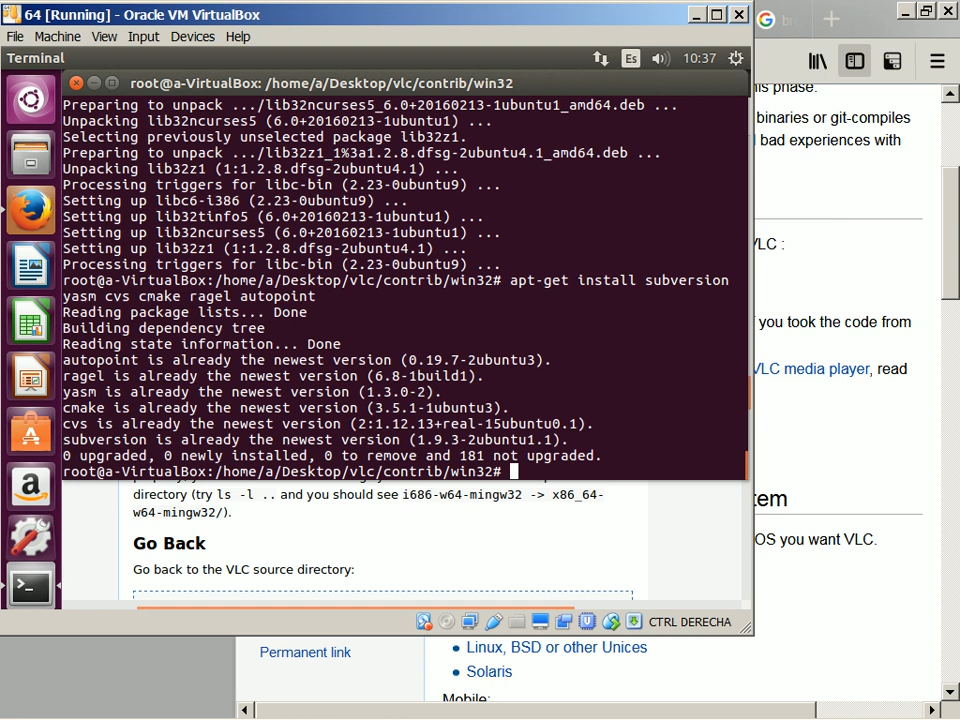 64 [Running] - Oracle VM VirtualBox
File Machine View Input Devices Help
Terminal
Es
10:37
root@a-VirtualBox: /home/a/Desktop/vlc/contrib/win32
Preparing to unpack .../lib32ncurses5_6.0+20160213-1ubuntu1_amd64.deb ...
Unpacking lib32ncurses5 (6.0+20160213-1ubuntu1) ...
Selecting previously unselected package lib32z1.
Preparing to unpack .../lib32z1_1%3a1.2.8.dfsg-2ubuntu4.1_amd64.deb ...
Unpacking lib32z1 (1:1.2.8.dfsg-2ubuntu4.1) ...
Processing triggers for libc-bin (2.23-0ubuntu9) ...
Setting up libc6-i386 (2.23-0ubuntu9) ...
Setting up lib32tinfo5 (6.0+20160213-1ubuntu1) ...
Setting up lib32ncurses5 (6.0+20160213-1ubuntu1) ...
Setting up lib32z1 (1:1.2.8.dfsg-2ubuntu4.1) ...
Processing triggers for libc-bin (2.23-0ubuntu9) ...
root@a-VirtualBox:/home/a/Desktop/vlc/contrib/win32# apt-get install subversion
yasm cvs cmake ragel autopoint
Reading package lists... Done
Building dependency tree
Reading state information... Done
autopoint is already the newest version (0.19.7-2ubuntu3).
ragel is already the newest version (6.8-1build1).
yasm is already the newest version (1.3.0-2).
cmake is already the newest version (3.5.1-1ubuntu3).
cvs is already the newest version (2:1.12.13+real-15ubuntu0.1).
subversion is already the newest version (1.9.3-2ubuntu1.1).
0 upgraded, 0 newly installed, 0 to remove and 181 not upgraded.
root@a-VirtualBox:/home/a/Desktop/vlc/contrib/win32#
directory (try ls -l .. and you should see i686-w64-mingw32 -> x86_64-
w64-mingw32/).
Go Back
Go back to the VLC source directory:
CTRL DERECHA
this phase.
binaries or git-compiles
bad experiences with
VLC :
you took the code from
VLC media player, read
OS you want VLC.
Permanent link
Linux, BSD or other Unices
Solaris
Mobile: